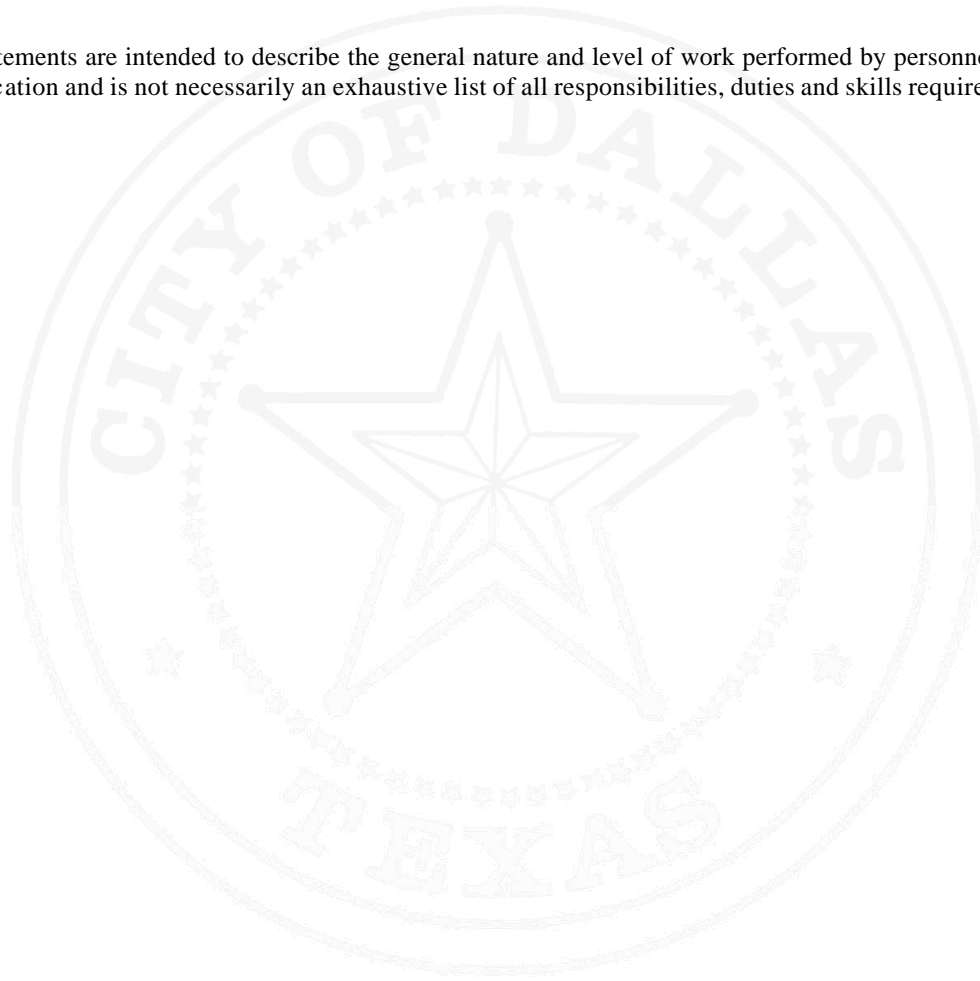 tements are intended to describe the general nature and level of work performed by personne
cation and is not necessarily an exhaustive list of all responsibilities, duties and skills require
CITY OF DALLAS
TEXAS